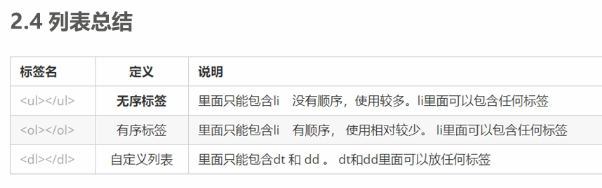 2.4 列表总结
标签名 定义 说明
<ul></ul> 无序标签 里面只能包含li 没有顺序，使用较多。li里面可以包含任何标签
<ol></ol> 有序标签 里面只能包含li 有顺序， 使用相对较少。 li里面可以包含任何标签
<dl></dl> 自定义列表 里面只能包含dt 和 dd 。 dt和dd里面可以放任何标签